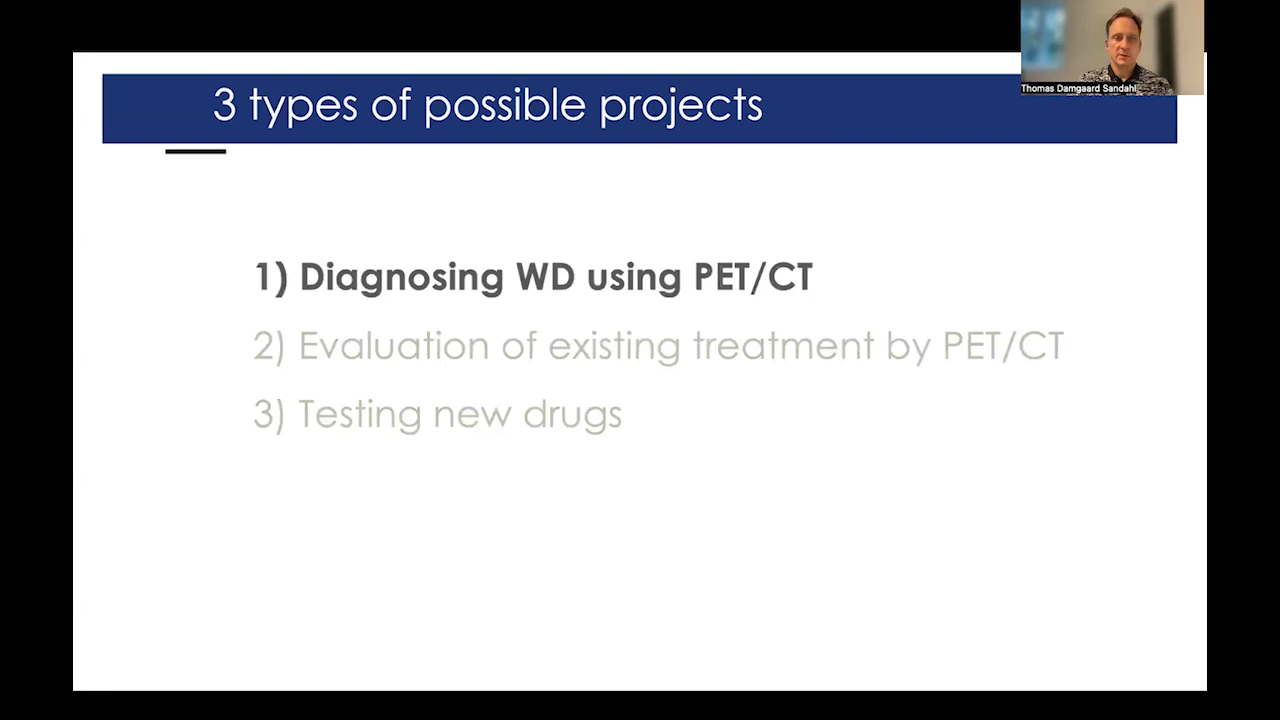 3 types of possible projects
Thomas Damgaard Sandahl
1) Diagnosing WD using PET/CT
2) Evaluation of existing treatment by PET/CT
3) Testing new drugs